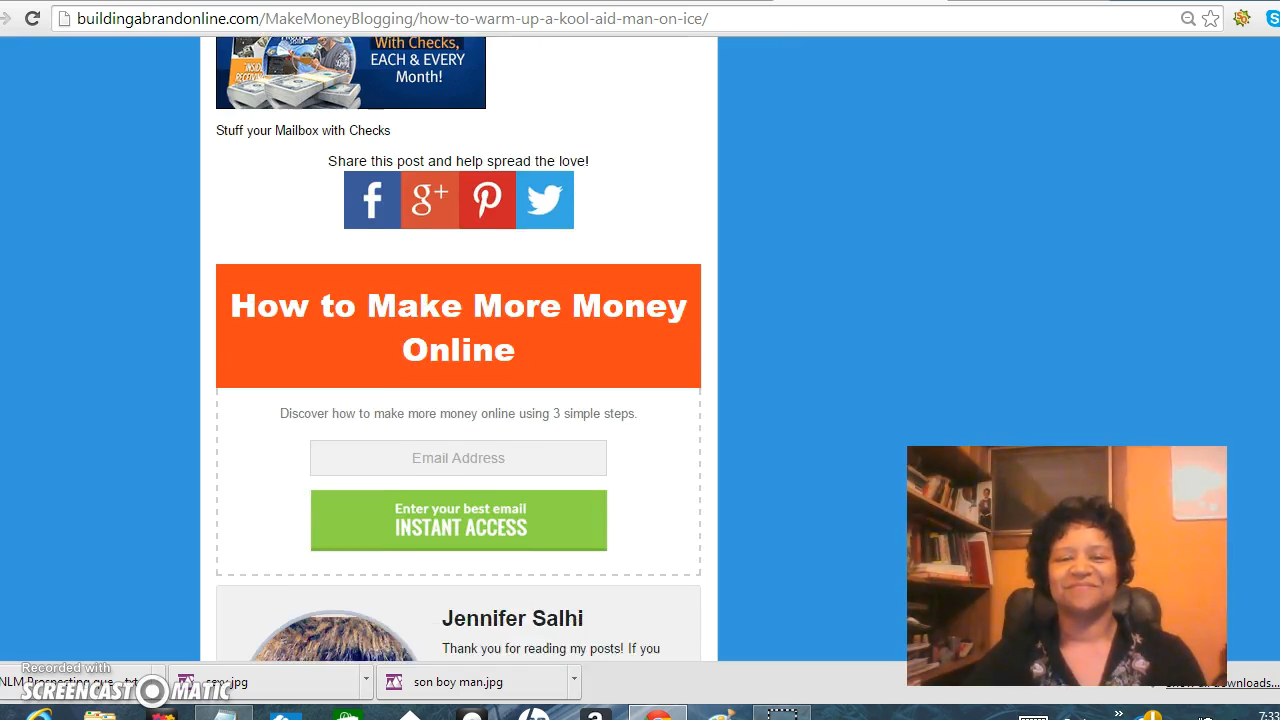 buildingabrandonline.com/MakeMoneyBlogging/how-to-warm-up-a-kool-aid-man-on-ice/
With Checks,
EACH & EVERY
Month!
Stuff your Mailbox with Checks
Share this post and help spread the love!
f g+ P
How to Make More Money
Online
Discover how to make more money online using 3 simple steps.
Email Address
Enter your best email
INSTANT ACCESS
Jennifer Salhi
Thank you for reading my posts! If you
Recorded with
SCREENCAST MATIC
son boy man.jpg